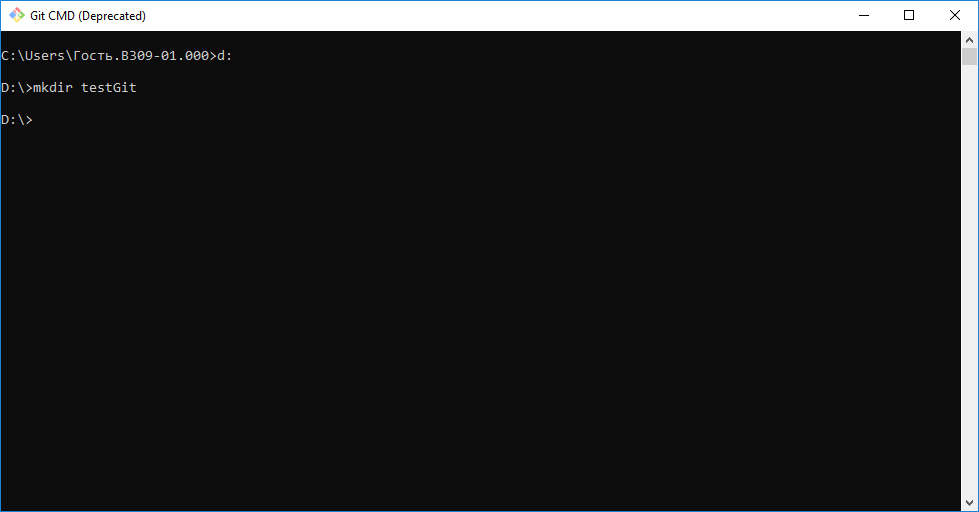 Git CMD (Deprecated)
C:\Users\Гость.B309-01.000>d:
D:\>mkdir testGit
D:\>